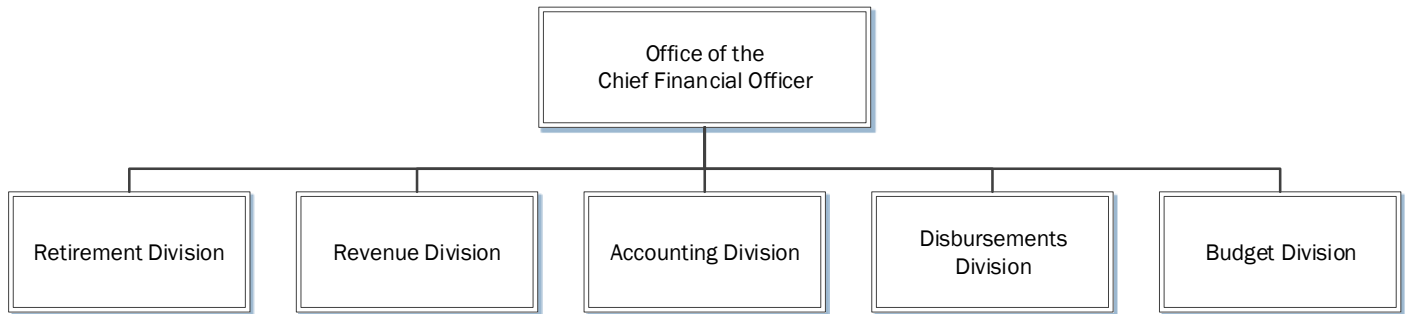 Office of the
Chief Financial Officer
Retirement Division
Revenue Division
Accounting Division
Disbursements
Division
Budget Division